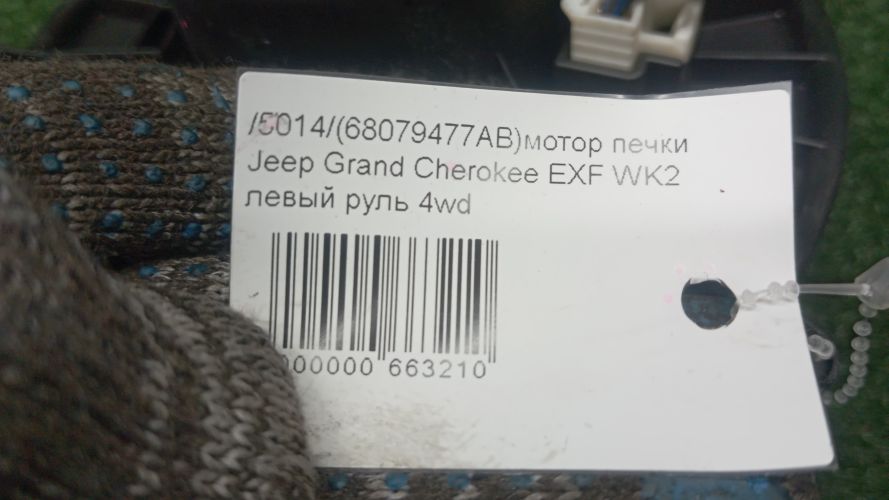 /5014/(68079477AB)мотор печки
Jeep Grand Cherokee EXF WK2
левый руль 4wd
000000 663210